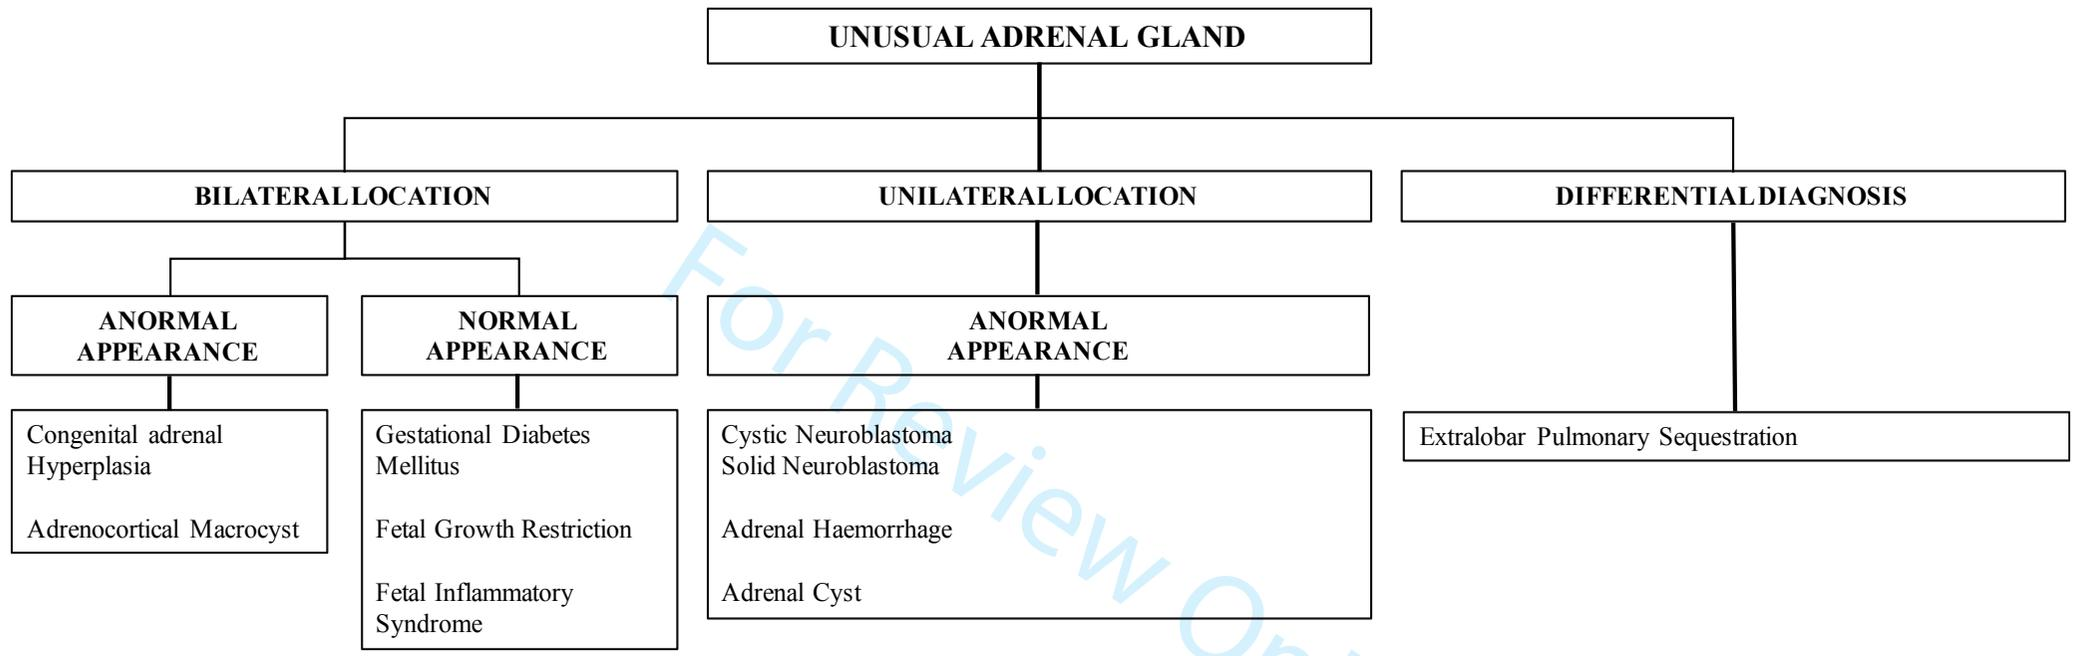 UNUSUAL ADRENAL GLAND
BILATERAL LOCATION
UNILATERAL LOCATION
DIFFERENTIAL DIAGNOSIS
ANORMAL
APPEARANCE
NORMAL
APPEARANCE
ANORMAL
APPEARANCE
Congenital adrenal
Hyperplasia
Adrenocortical Macrocyst
Gestational Diabetes
Mellitus
Fetal Growth Restriction
Fetal Inflammatory
Syndrome
Cystic Neuroblastoma
Solid Neuroblastoma
Adrenal Haemorrhage
Adrenal Cyst
Extralobar Pulmonary Sequestration
For Review